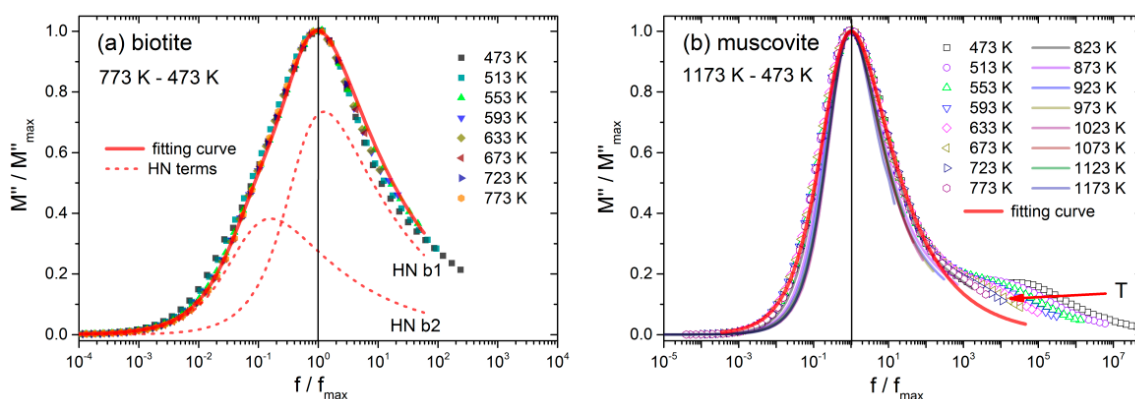 (a) biotite
773 K - 473 K
473 K
513 K
553 K
593 K
633 K
673 K
723 K
773 K
fitting curve
HN terms
HN b1
HN b2
M'' / M''max
1.0
0.8
0.6
0.4
0.2
0.0
10-4 10-3 10-2 10-1 100 101 102 103 104
f / fmax
(b) muscovite
1173 K - 473 K
473 K 823 K
513 K 873 K
553 K 923 K
593 K 973 K
633 K 1023 K
673 K 1073 K
723 K 1123 K
773 K 1173 K
fitting curve
T
M'' / M''max
1.0
0.8
0.6
0.4
0.2
0.0
10-5 10-3 10-1 101 103 105 107
f / fmax